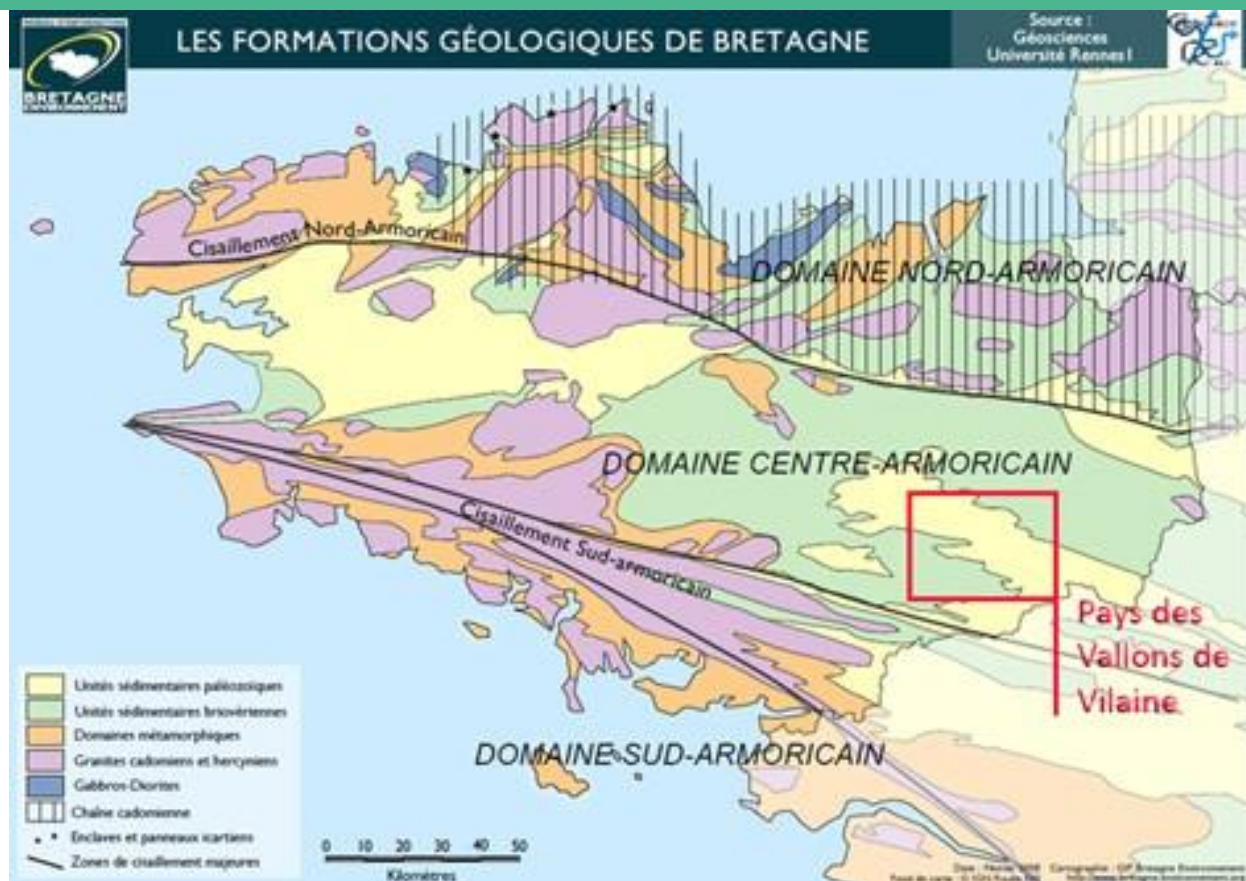 BRETAGNE
ENVIRONNEMENT
LES FORMATIONS GÉOLOGIQUES DE BRETAGNE
Source :
Géosciences
Université Rennes I
Cisaillement Nord-Armoricain
DOMAINE NORD-ARMORICAIN
DOMAINE CENTRE-ARMORICAIN
Cisaillement Sud-armoricain
Pays des
Vallons de
Vilaine
DOMAINE SUD-ARMORICAIN
Unités sédimentaires paléozoïques
Unités sédimentaires briovériennes
Domaines métamorphiques
Granites cadomiens et hercyniens
Gabbros-Diorites
Chaîne cadomienne
Enclaves et panneaux icartiens
Zones de cisaillement majeures
0 10 20 30 40 50
Kilomètres